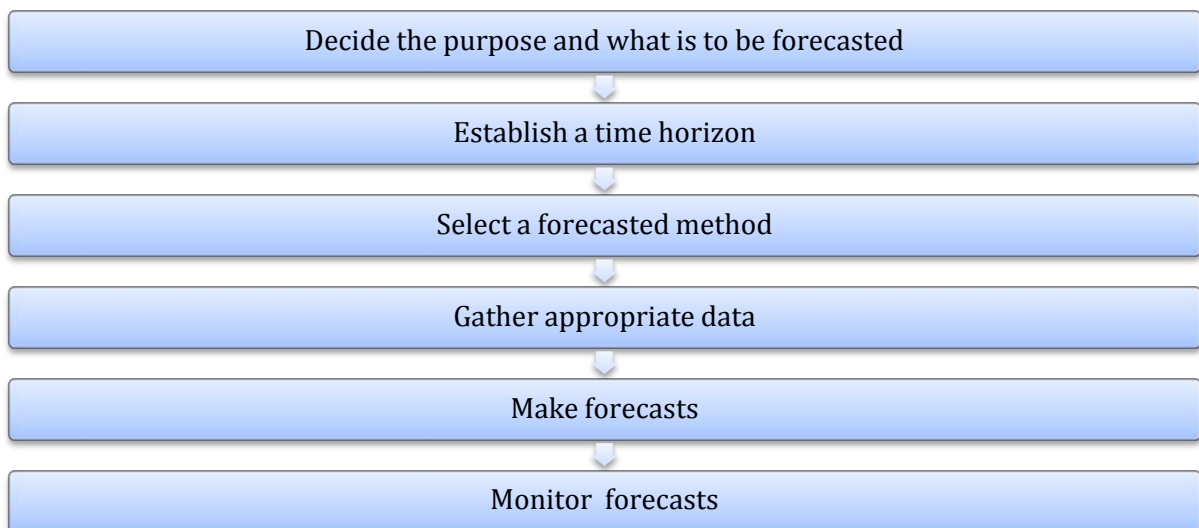 Decide the purpose and what is to be forecasted
Establish a time horizon
Select a forecasted method
Gather appropriate data
Make forecasts
Monitor  forecasts